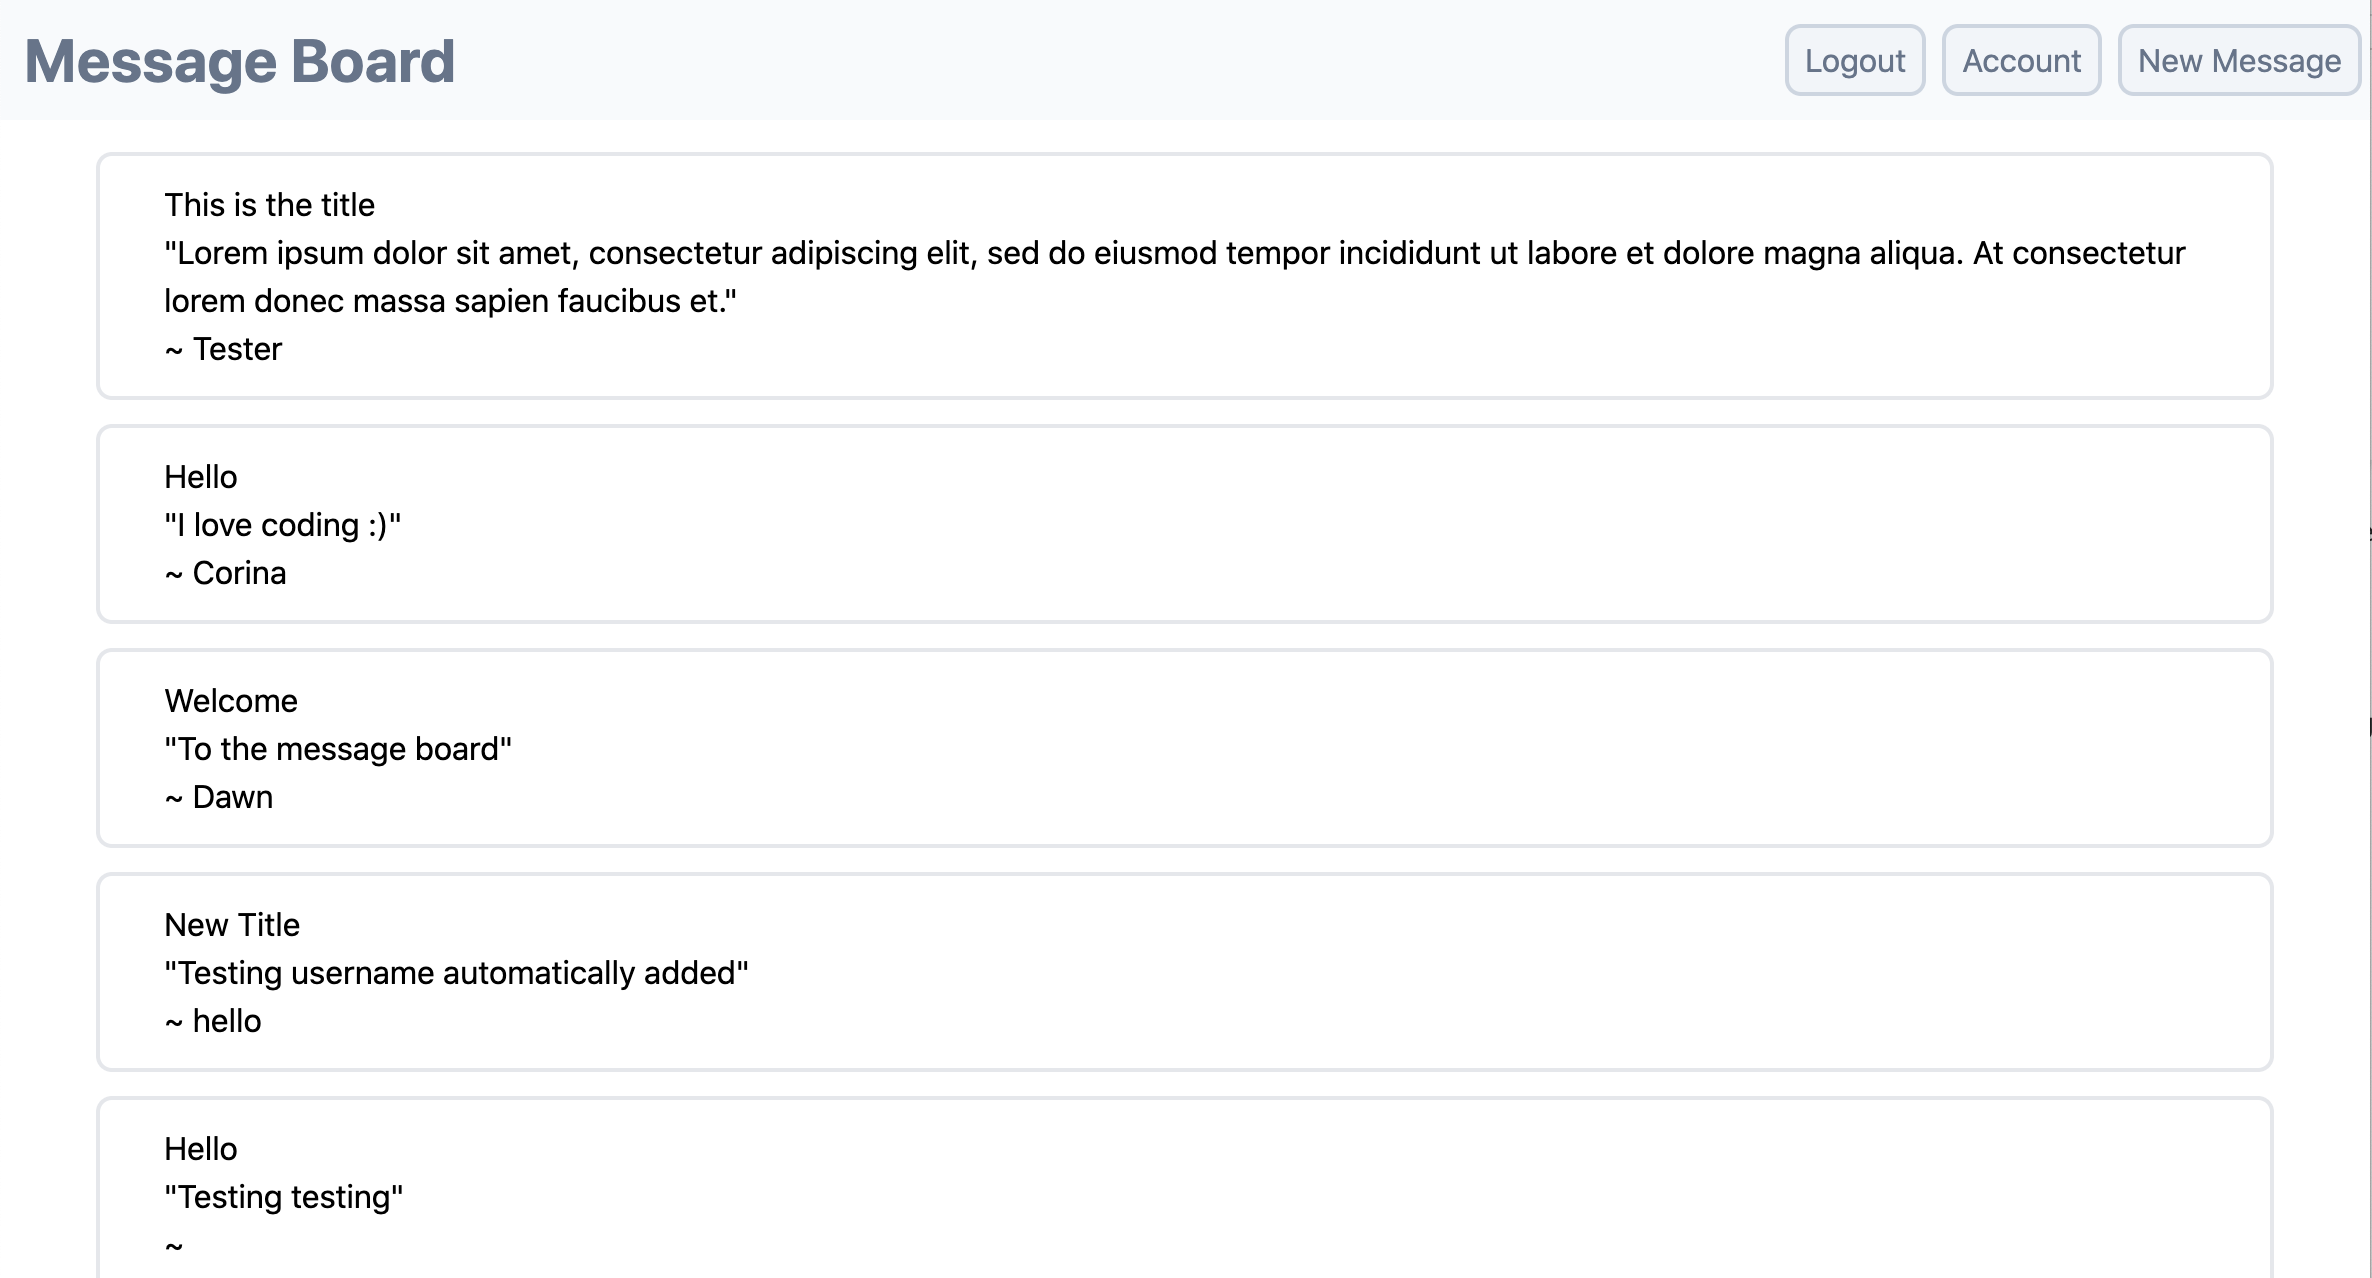 Message Board
Logout
Account
New Message
This is the title
"Lorem ipsum dolor sit amet, consectetur adipiscing elit, sed do eiusmod tempor incididunt ut labore et dolore magna aliqua. At consectetur
lorem donec massa sapien faucibus et."
~ Tester
Hello
"I love coding :)"
~ Corina
Welcome
"To the message board"
~ Dawn
New Title
"Testing username automatically added"
~ hello
Hello
"Testing testing"
~